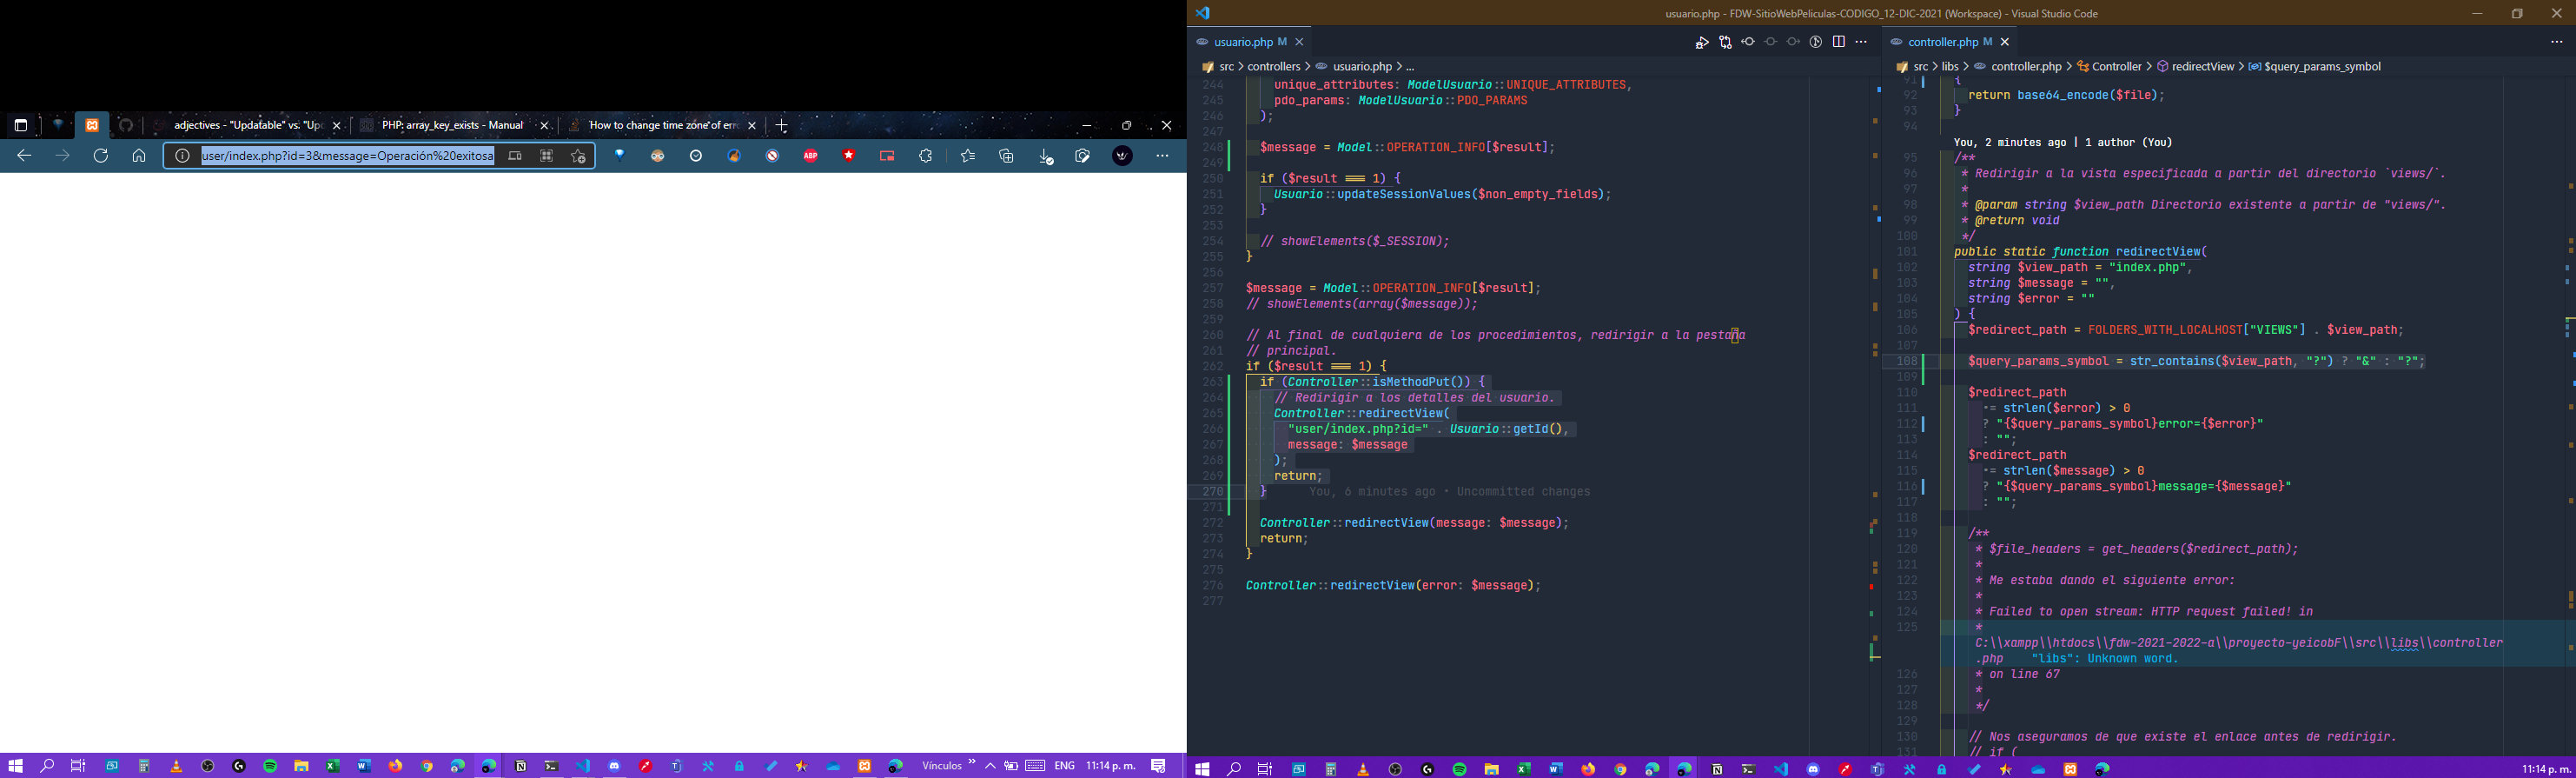 adjectives - "Updatable" vs. "Up
PHP: array_key_exists - Manual
How to change time zone of erro
user/index.php?id=3&message=Operación%20exitosa
ABP
Vínculos
ENG 11:14 p. m.
usuario.php - FDW-SitioWebPeliculas-CODIGO_12-DIC-2021 (Workspace) - Visual Studio Code
usuario.php M
src > controllers > usuario.php > ...
244 unique_attributes: ModelUsuario::UNIQUE_ATTRIBUTES,
245 pdo_params: ModelUsuario::PDO_PARAMS
246 );
247
248 $message = Model::OPERATION_INFO[$result];
249
250 if ($result === 1) {
251 Usuario::updateSessionValues($non_empty_fields);
252 }
253
254 // showElements($_SESSION);
255 }
256
257 $message = Model::OPERATION_INFO[$result];
258 // showElements(array($message));
259
260 // Al final de cualquiera de los procedimientos, redirigir a la pestaña
261 // principal.
262 if ($result === 1) {
263 if (Controller::isMethodPut()) {
264 // Redirigir a los detalles del usuario.
265 Controller::redirectView(
266 "user/index.php?id=" . Usuario::getId(),
267 message: $message
268 );
269 return;
270 } You, 6 minutes ago • Uncommitted changes
271
272 Controller::redirectView(message: $message);
273 return;
274 }
275
276 Controller::redirectView(error: $message);
277
controller.php M
src > libs > controller.php > Controller > redirectView > $query_params_symbol
91 {
92 return base64_encode($file);
93 }
94
You, 2 minutes ago | 1 author (You)
95 /**
96 * Redirigir a la vista especificada a partir del directorio `views/`.
97 *
98 * @param string $view_path Directorio existente a partir de "views/".
99 * @return void
100 */
101 public static function redirectView(
102 string $view_path = "index.php",
103 string $message = "",
104 string $error = ""
105 ) {
106 $redirect_path = FOLDERS_WITH_LOCALHOST["VIEWS"] . $view_path;
107
108 $query_params_symbol = str_contains($view_path, "?") ? "&" : "?";
109
110 $redirect_path
111 .= strlen($error) > 0
112 ? "{$query_params_symbol}error={$error}"
113 : "";
114 $redirect_path
115 .= strlen($message) > 0
116 ? "{$query_params_symbol}message={$message}"
117 : "";
118
119 /**
120 * $file_headers = get_headers($redirect_path);
121 *
122 * Me estaba dando el siguiente error:
123 *
124 * Failed to open stream: HTTP request failed! in
125 *
C:\\xampp\\htdocs\\fdw-2021-2022-a\\proyecto-yeicobF\\src\\libs\\controller
.php "libs": Unknown word.
126 * on line 67
127 *
128 */
129
130 // Nos aseguramos de que existe el enlace antes de redirigir.
131 // if (
11:14 p. m.